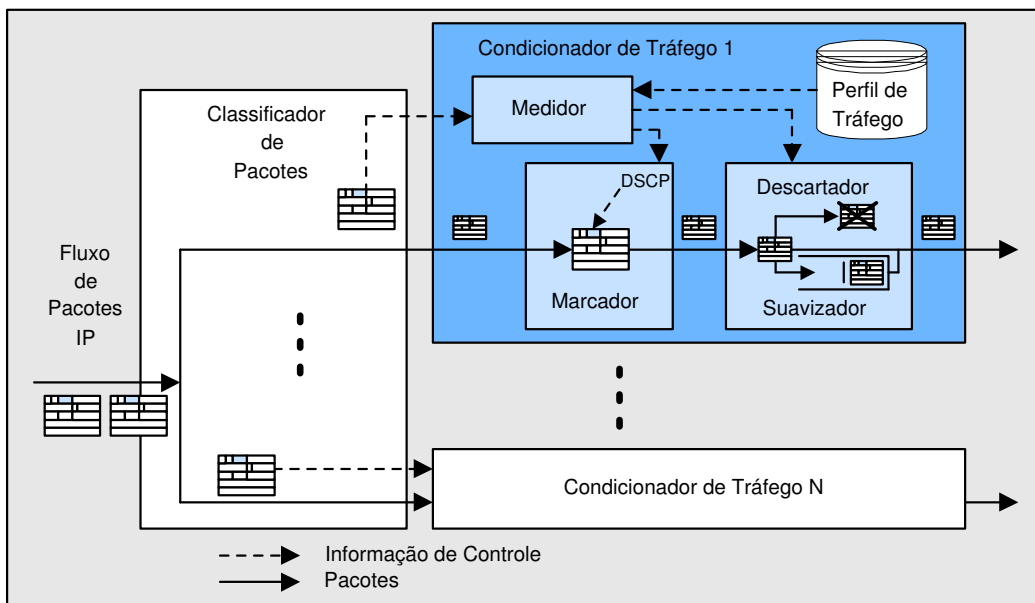 Condicionador de Tráfego 1
Classificador
de
Pacotes
Medidor
Perfil de
Tráfego
DSCP
Descartador
Fluxo
de
Pacotes
IP
Marcador
Suavizador
Condicionador de Tráfego N
Informação de Controle
Pacotes